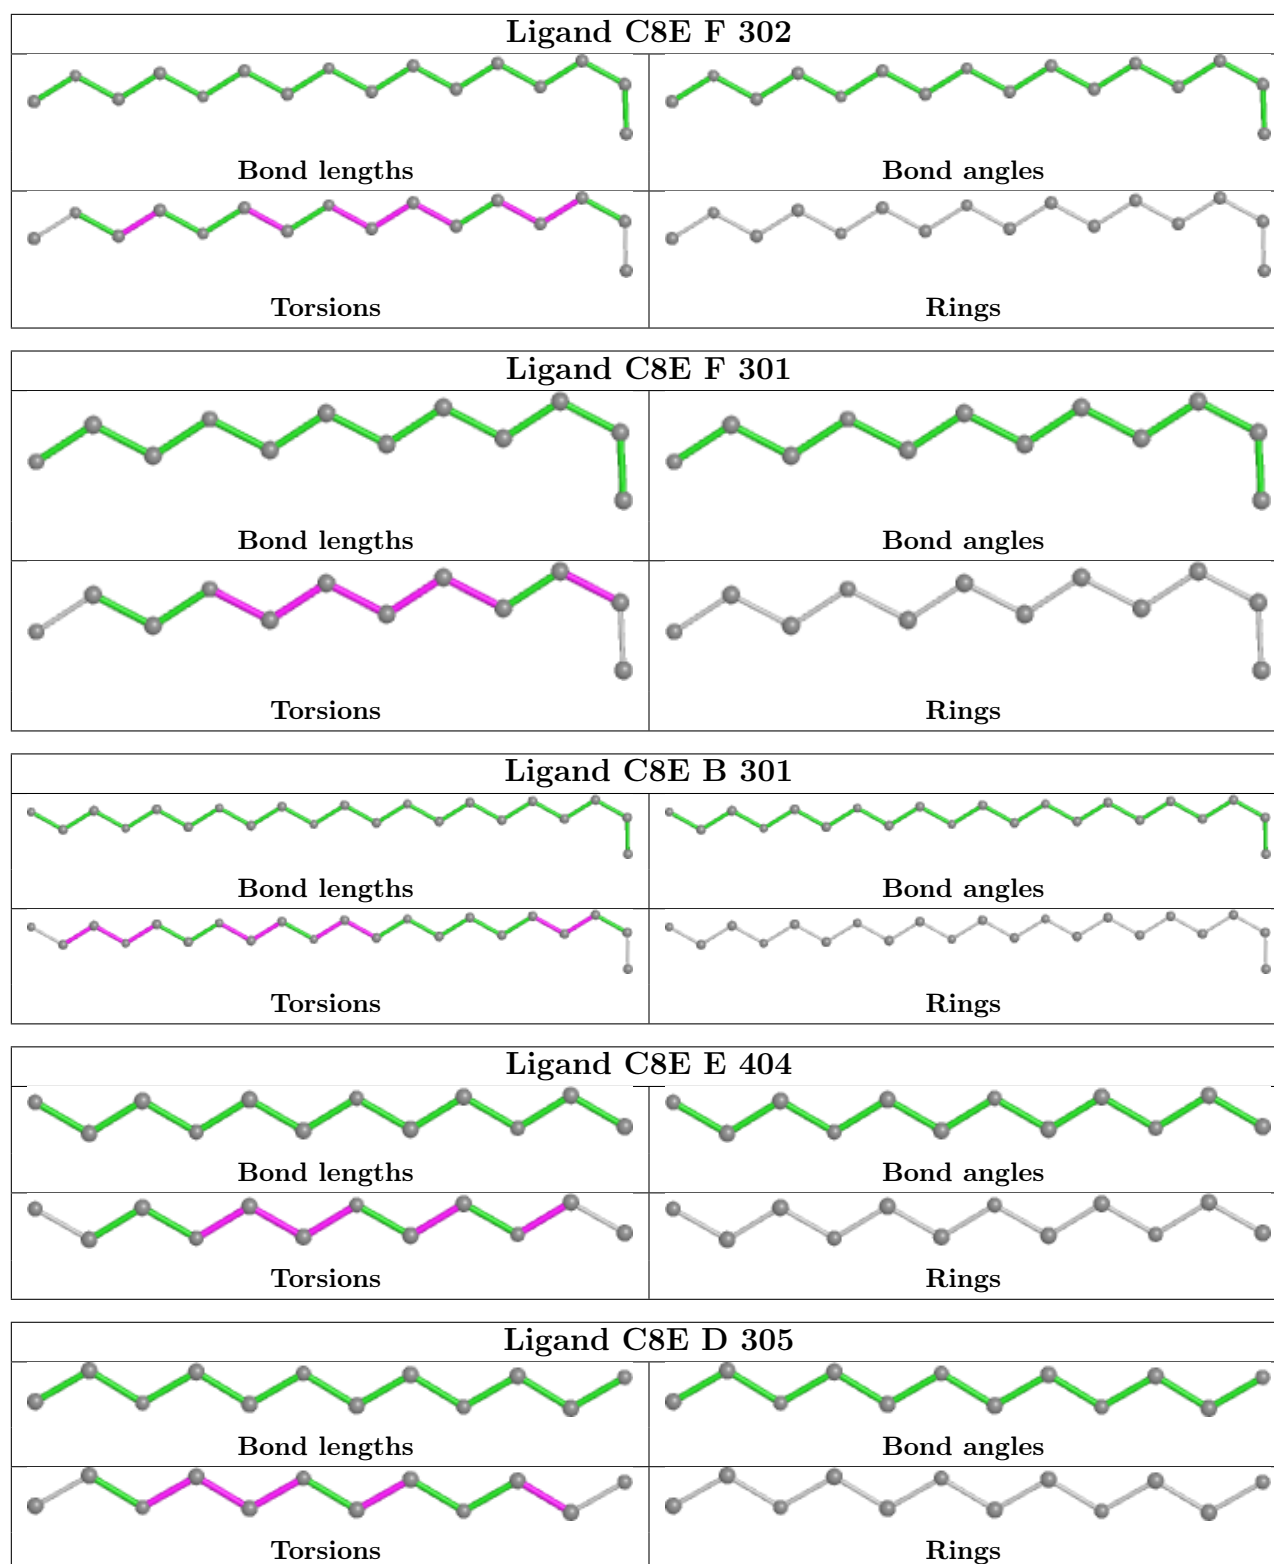 Ligand C8E F 302
Bond lengths Bond angles
Torsions Rings
Ligand C8E F 301
Bond lengths Bond angles
Torsions Rings
Ligand C8E B 301
Bond lengths Bond angles
Torsions Rings
Ligand C8E E 404
Bond lengths Bond angles
Torsions Rings
Ligand C8E D 305
Bond lengths Bond angles
Torsions Rings